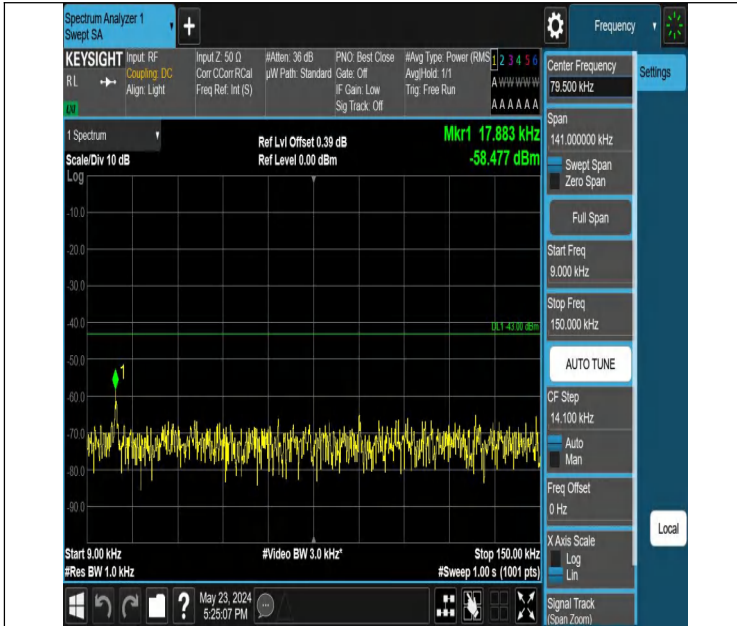 Spectrum Analyzer 1
Swept SA
+
Frequency
KEYSIGHT
RL
Input: RF
Coupling: DC
Align: Light
Input Z: 50 Ω
Corr CCorr RCal
Freq Ref: Int (S)
#Atten: 36 dB
µW Path: Standard
PNO: Best Close
Gate: Off
IF Gain: Low
Sig Track: Off
#Avg Type: Power (RMS
Avg|Hold: 1/1
Trig: Free Run
1 2 3 4 5 6
A W W W W W
A A A A A A
Center Frequency
79.500 kHz
Settings
Span
141.000000 kHz
Swept Span
Zero Span
Full Span
Start Freq
9.000 kHz
Stop Freq
150.000 kHz
AUTO TUNE
CF Step
14.100 kHz
Auto
Man
Freq Offset
0 Hz
X Axis Scale
Log
Lin
Signal Track
(Span Zoom)
Local
1 Spectrum
Scale/Div 10 dB
Log
Ref Lvl Offset 0.39 dB
Ref Level 0.00 dBm
Mkr1 17.883 kHz
-58.477 dBm
-10.0
-20.0
-30.0
-40.0
-50.0
-60.0
-70.0
-80.0
-90.0
DL1 -43.00 dBm
1
Start 9.00 kHz
#Res BW 1.0 kHz
#Video BW 3.0 kHz*
Stop 150.00 kHz
#Sweep 1.00 s (1001 pts)
?
May 23, 2024
5:25:07 PM